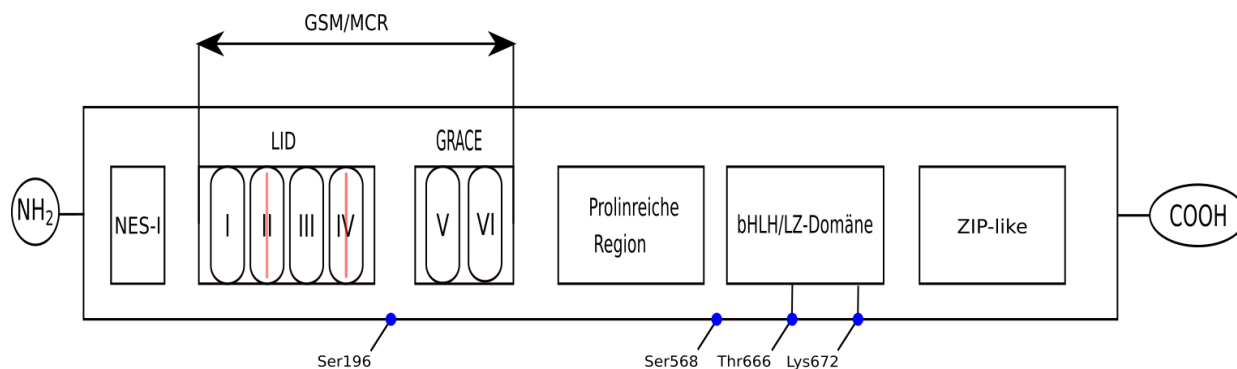 GSM/MCR
LID
GRACE
NH2
NES-I
I
II
III
IV
V
VI
Prolinreiche
Region
bHLH/LZ-Domäne
ZIP-like
COOH
Ser196
Ser568
Thr666
Lys672